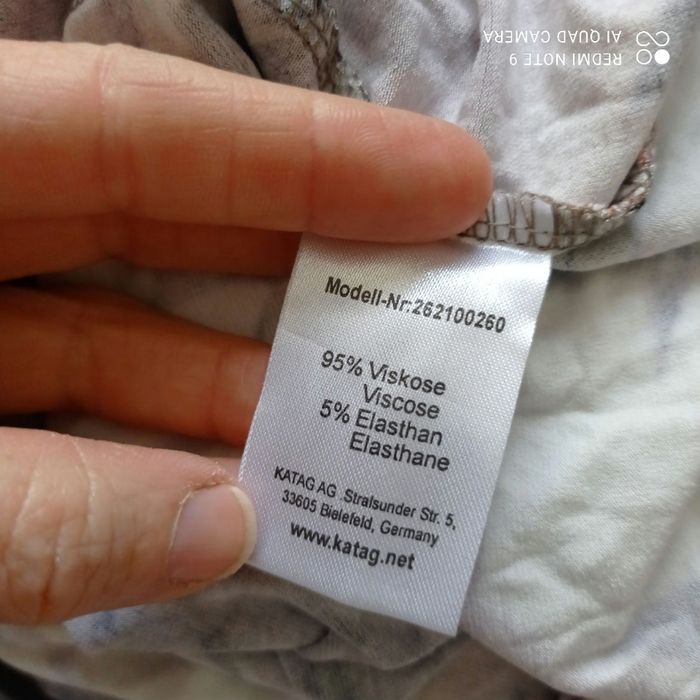 REDMI NOTE 9
AI QUAD CAMERA
Modell-Nr:262100260
95% Viskose
Viscose
5% Elasthan
Elasthane
KATAG AG .Stralsunder Str. 5,
33605 Bielefeld, Germany
www.katag.net